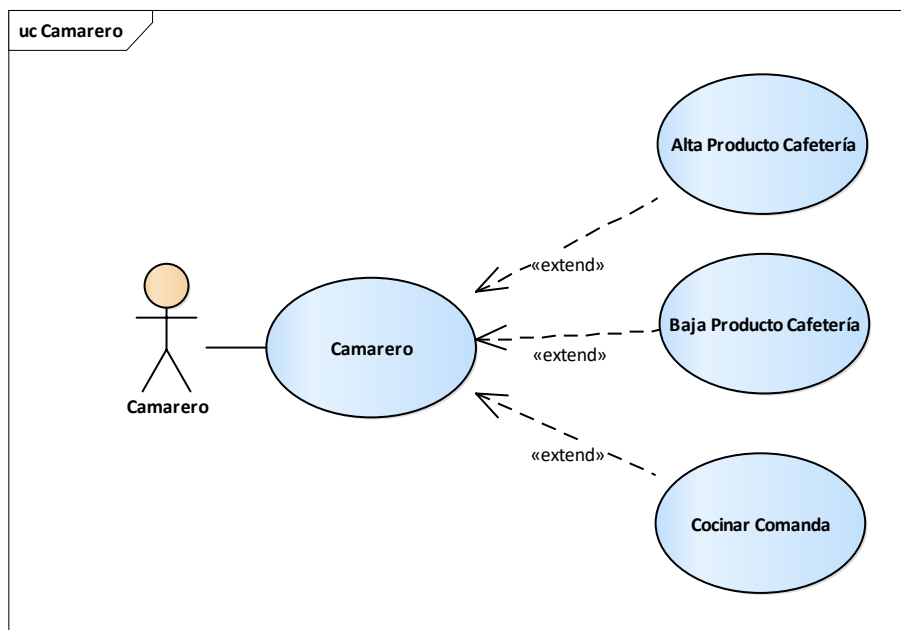 uc Camarero
Alta Producto Cafetería
«extend»
Baja Producto Cafetería
Camarero
«extend»
Camarero
«extend»
Cocinar Comanda